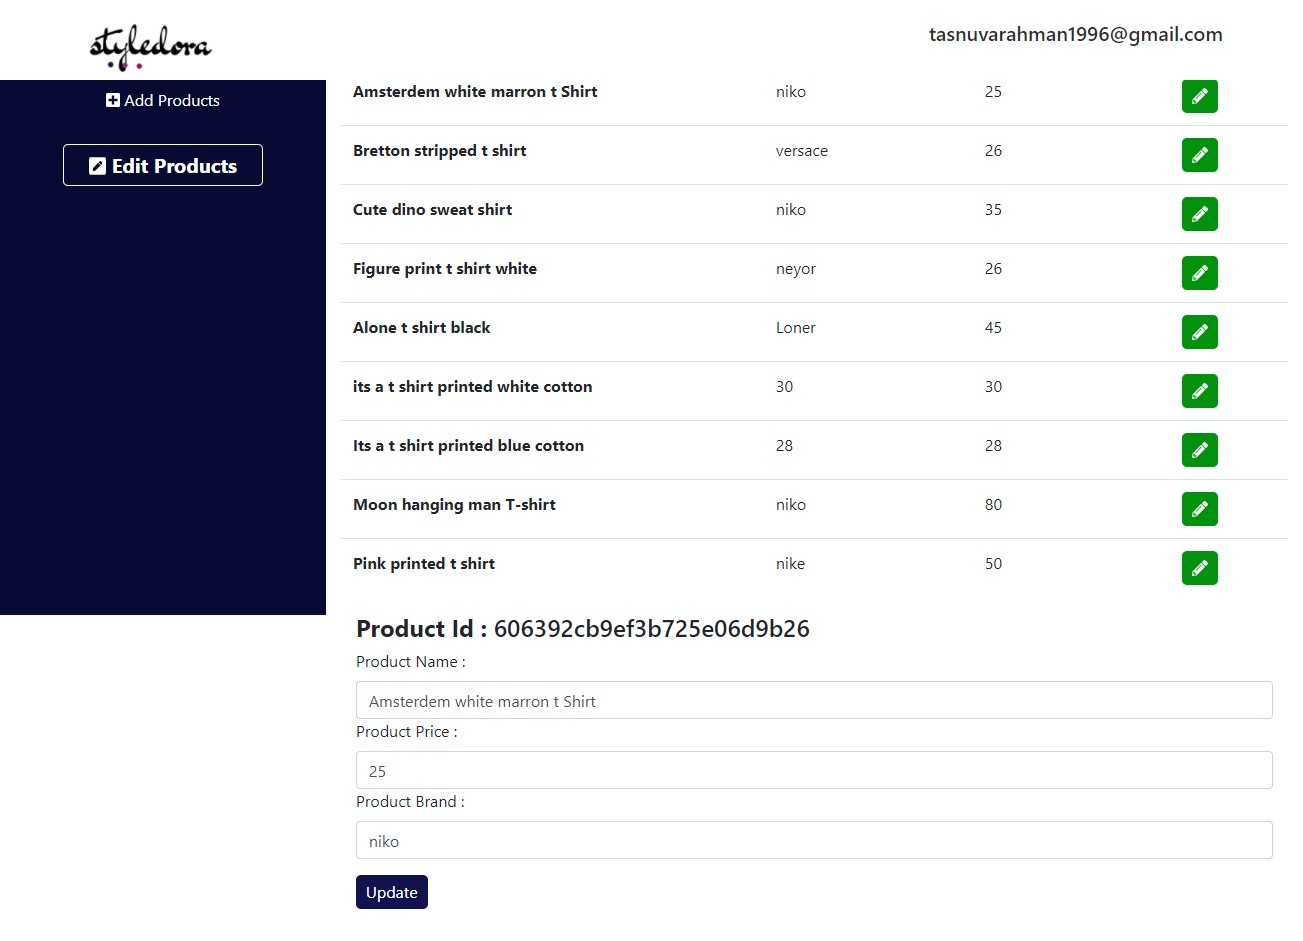 styledora
tasnuvarahman1996@gmail.com
Add Products
Edit Products
Amsterdem white marron t Shirt niko 25
Bretton stripped t shirt versace 26
Cute dino sweat shirt niko 35
Figure print t shirt white neyor 26
Alone t shirt black Loner 45
its a t shirt printed white cotton 30 30
Its a t shirt printed blue cotton 28 28
Moon hanging man T-shirt niko 80
Pink printed t shirt nike 50
Product Id : 606392cb9ef3b725e06d9b26
Product Name :
Amsterdem white marron t Shirt
Product Price :
25
Product Brand :
niko
Update